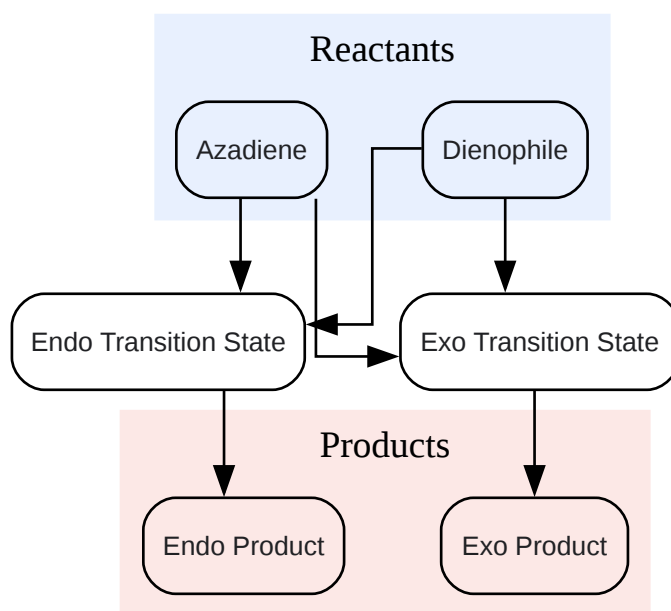 Reactants
Azadiene
Dienophile
Endo Transition State
Exo Transition State
Products
Endo Product
Exo Product